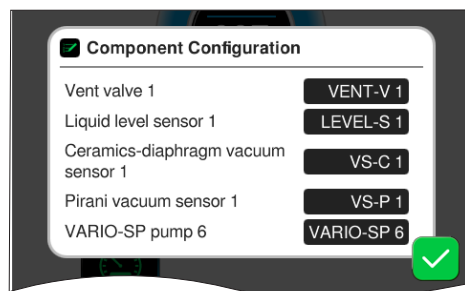 Component Configuration
Vent valve 1 VENT-V 1
Liquid level sensor 1 LEVEL-S 1
Ceramics-diaphragm vacuum
sensor 1 VS-C 1
Pirani vacuum sensor 1 VS-P 1
VARIO-SP pump 6 VARIO-SP 6